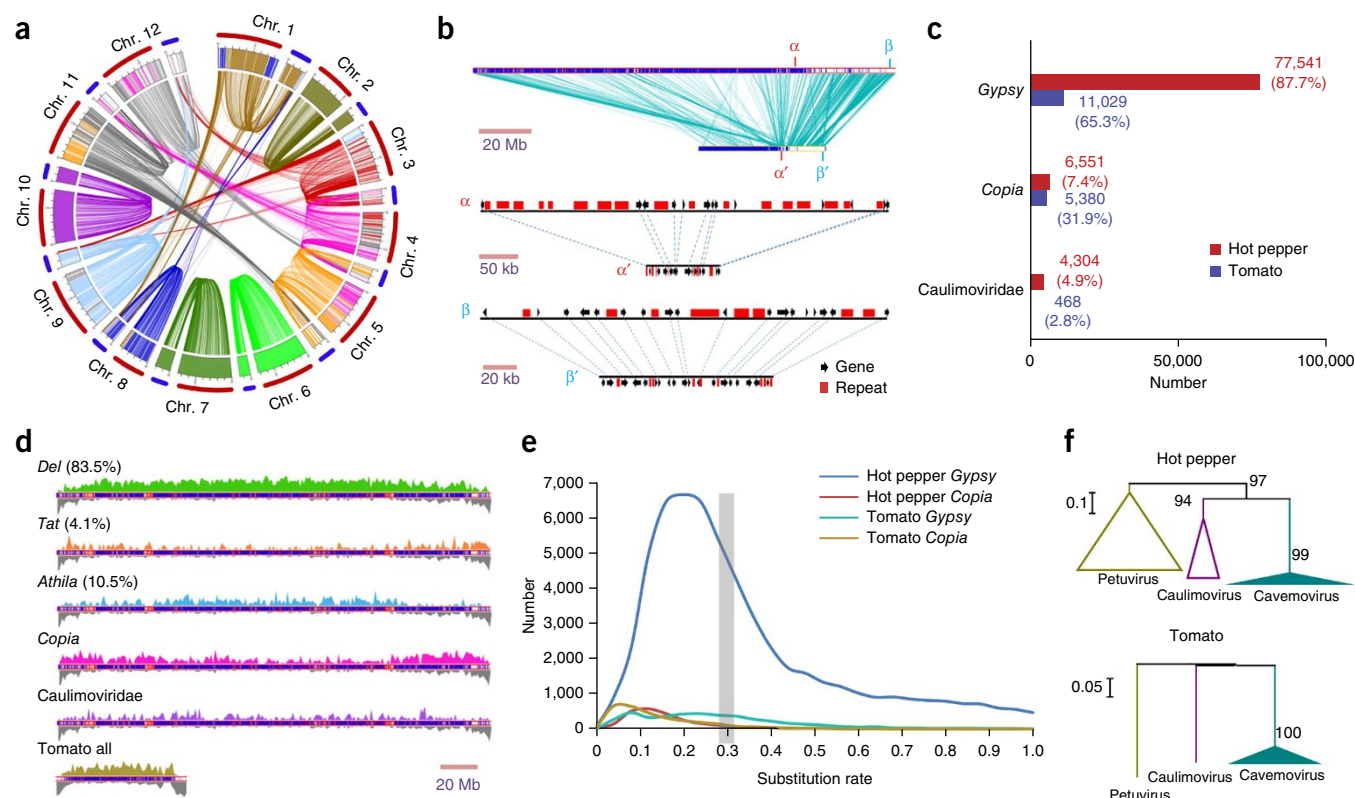 a
Chr. 1
Chr. 2
Chr. 3
Chr. 4
Chr. 5
Chr. 6
Chr. 7
Chr. 8
Chr. 9
Chr. 10
Chr. 11
Chr. 12
b
α
β
20 Mb
α′
β′
α
50 kb
α′
β
20 kb
β′
Gene
Repeat
c
Gypsy
77,541
(87.7%)
11,029
(65.3%)
Copia
6,551
(7.4%)
5,380
(31.9%)
Caulimoviridae
4,304
(4.9%)
468
(2.8%)
Hot pepper
Tomato
0
50,000
100,000
Number
d
Del (83.5%)
Tat (4.1%)
Athila (10.5%)
Copia
Caulimoviridae
Tomato all
20 Mb
e
Hot pepper Gypsy
Hot pepper Copia
Tomato Gypsy
Tomato Copia
7,000
6,000
5,000
4,000
3,000
2,000
1,000
0
Number
0 0.1 0.2 0.3 0.4 0.5 0.6 0.7 0.8 0.9 1.0
Substitution rate
f
Hot pepper
97
0.1
94
99
Petuvirus
Caulimovirus
Cavemovirus
Tomato
0.05
100
Caulimovirus
Cavemovirus
Petuvirus